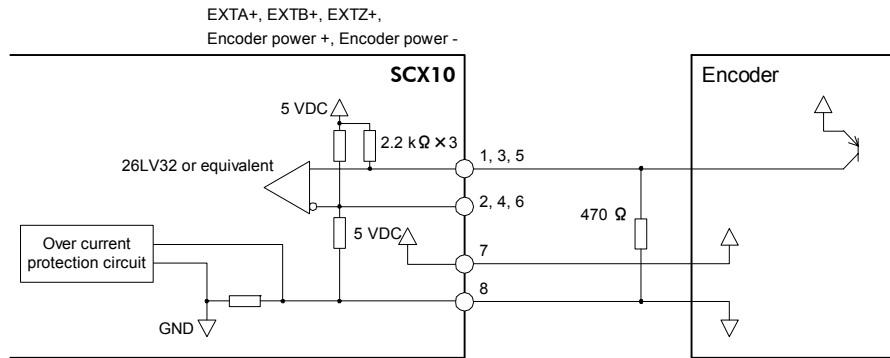 EXTA+, EXTB+, EXTZ+,
Encoder power +, Encoder power -
SCX10
Encoder
5 VDC
2.2 kΩ×3
26LV32 or equivalent
1, 3, 5
2, 4, 6
470 Ω
5 VDC
7
Over current
protection circuit
8
GND